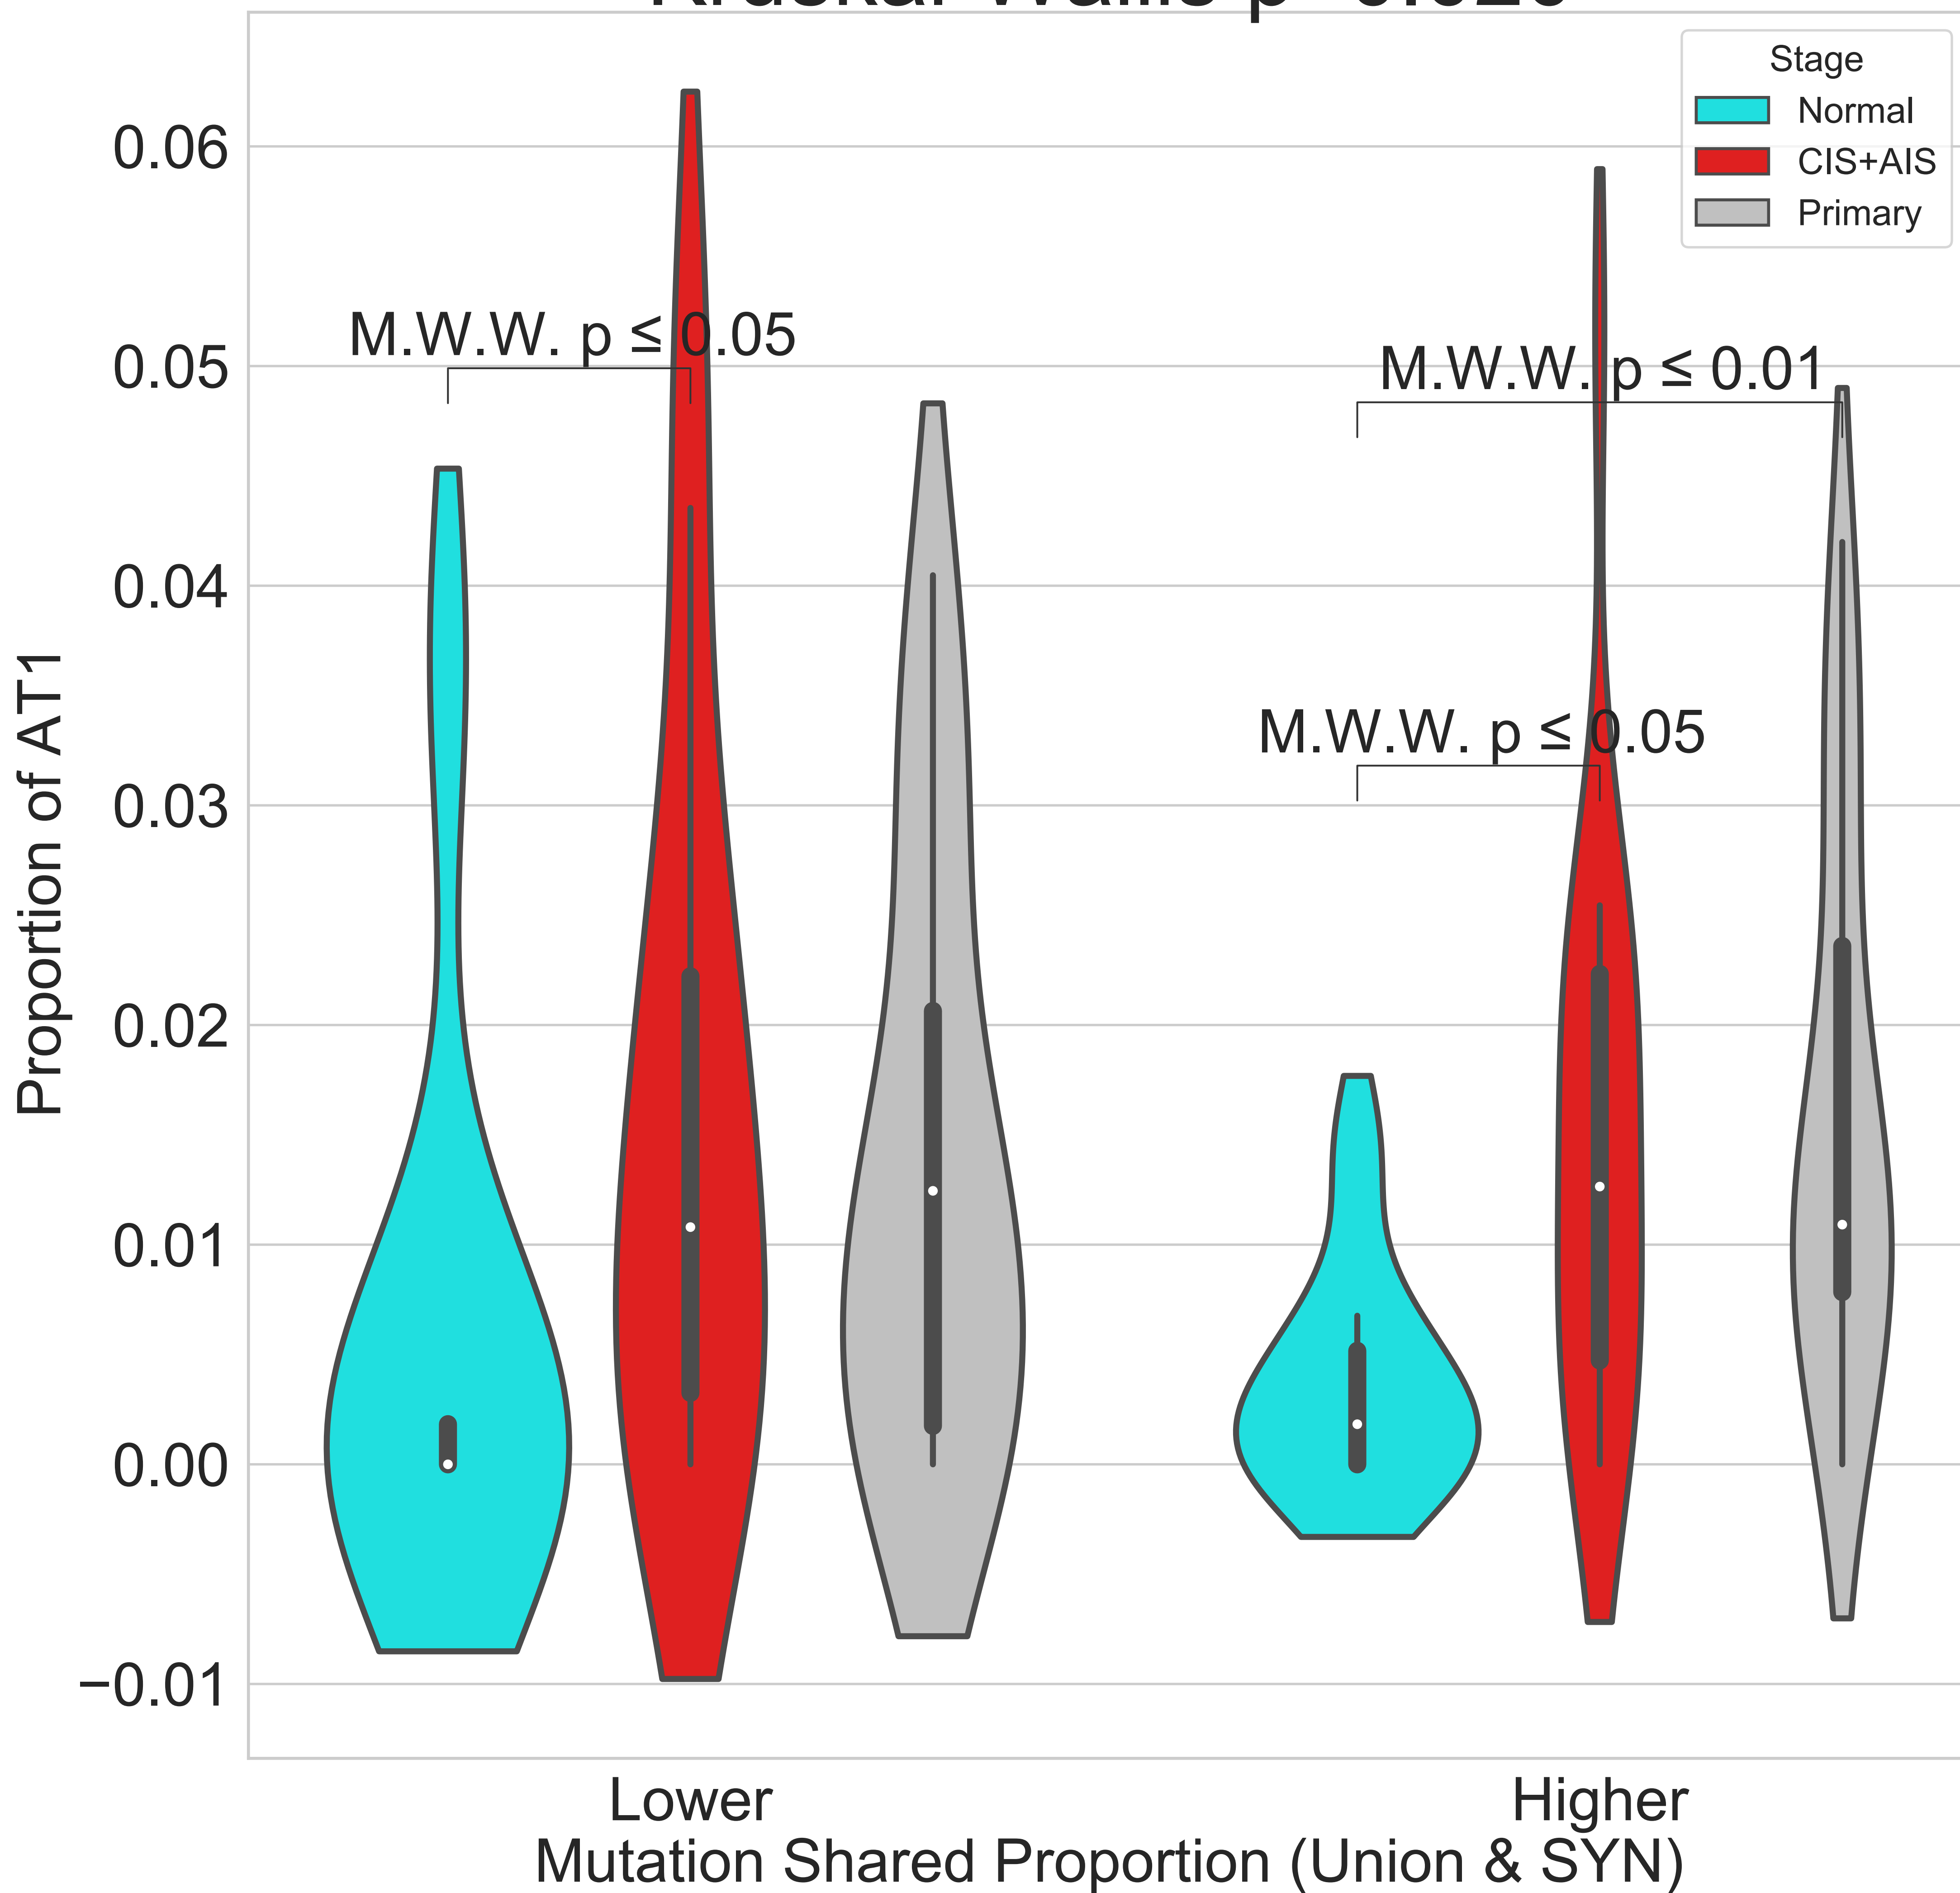 Stage
Normal
CIS+AIS
Primary
0.06
0.05
0.04
0.03
0.02
0.01
0.00
−0.01
Proportion of AT1
M.W.W. p ≤ 0.05
M.W.W. p ≤ 0.01
M.W.W. p ≤ 0.05
Lower
Higher
Mutation Shared Proportion (Union & SYN)